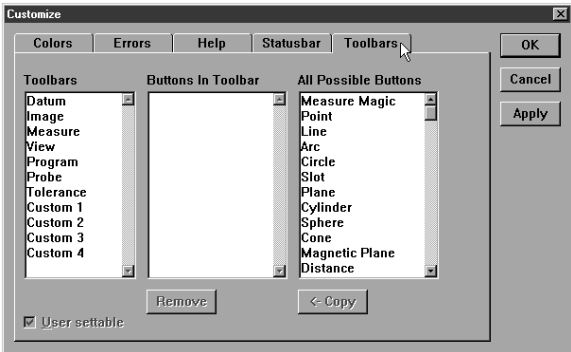 Customize
Colors Errors Help Statusbar Toolbars
OK
Cancel
Apply
Toolbars
Datum
Image
Measure
View
Program
Probe
Tolerance
Custom 1
Custom 2
Custom 3
Custom 4
Buttons In Toolbar
All Possible Buttons
Measure Magic
Point
Line
Arc
Circle
Slot
Plane
Cylinder
Sphere
Cone
Magnetic Plane
Distance
Remove
<- Copy
User settable